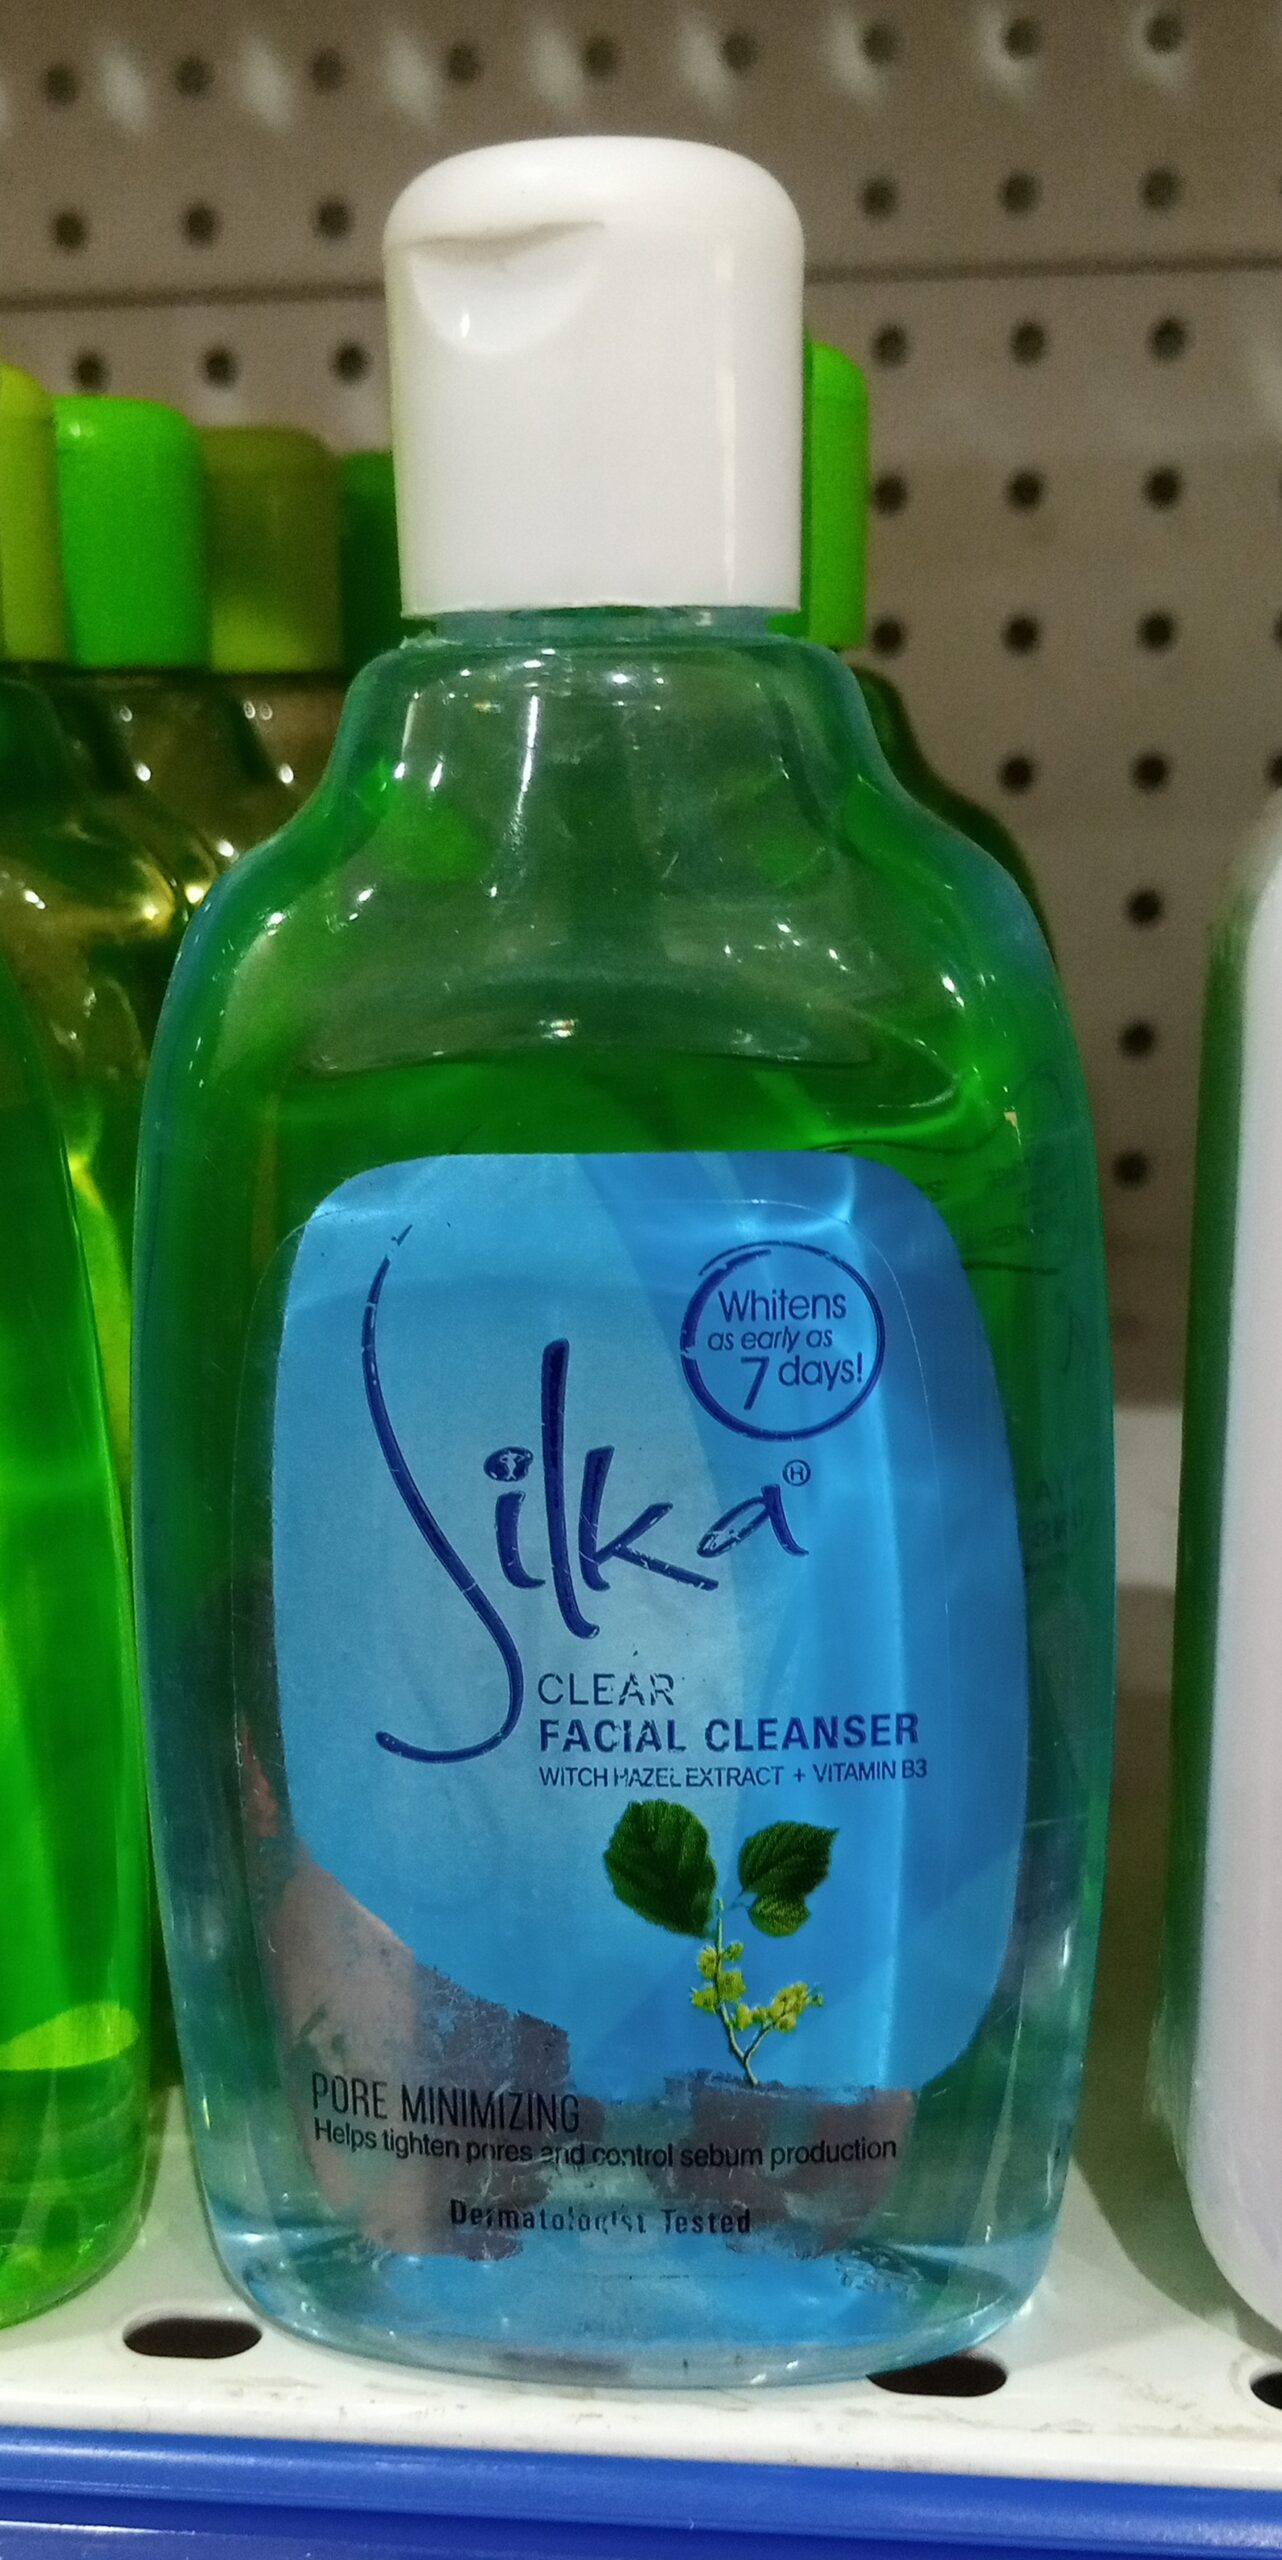 Whitens
as early as
7 days!
Silka®
CLEAR
FACIAL CLEANSER
WITCH HAZEL EXTRACT + VITAMIN B3
PORE MINIMIZING
Helps tighten pores and control sebum production
Dermatologist Tested